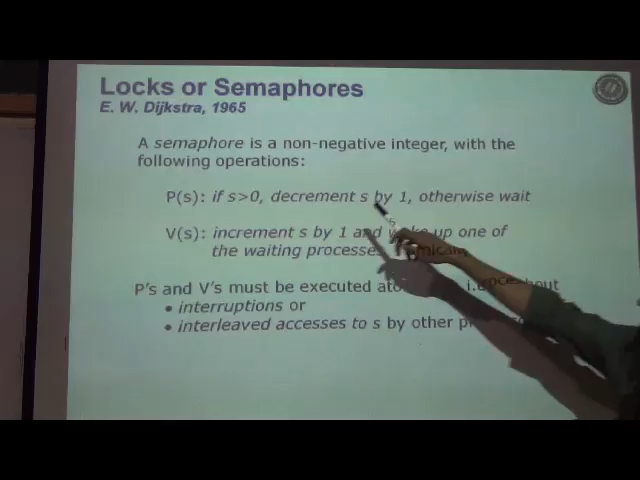 Locks or Semaphores
E. W. Dijkstra, 1965
A semaphore is a non-negative integer, with the
following operations:
P(s): if s>0, decrement s by 1, otherwise wait
V(s): increment s by 1 and wake up one of
the waiting processes
P's and V's must be executed
• interruptions or
• interleaved accesses to s by other